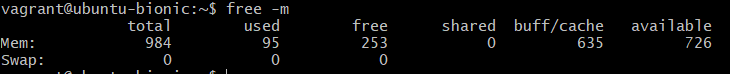 vagrant@ubuntu-bionic:~$ free -m
total used free shared buff/cache available
Mem: 984 95 253 0 635 726
Swap: 0 0 0